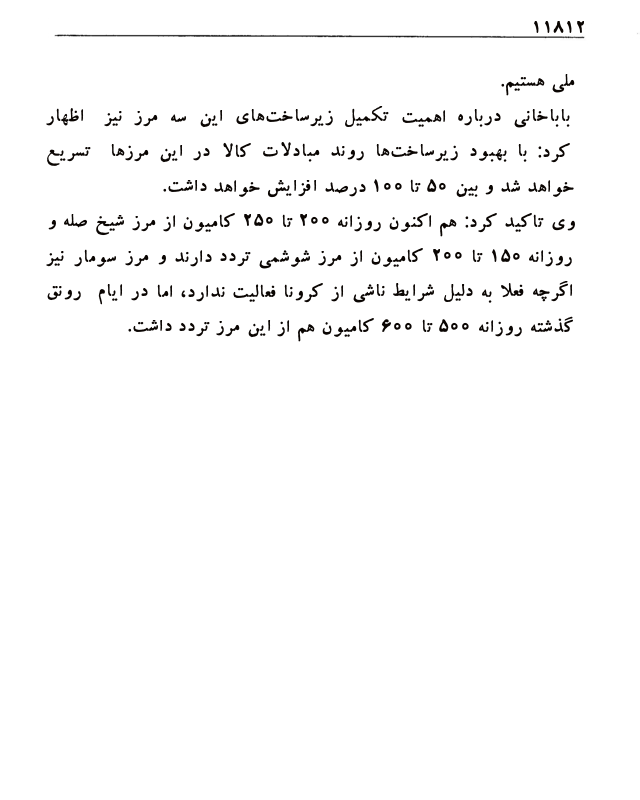 ۱۱۸۱۲
ملی هستیم.
باباخانی درباره اهمیت تکمیل زیرساخت‌های این سه مرز نیز اظهار
کرد: با بهبود زیرساخت‌ها روند مبادلات کالا در این مرزها تسریع
خواهد شد و بین ۵۰ تا ۱۰۰ درصد افزایش خواهد داشت.
وی تاکید کرد: هم اکنون روزانه ۲۰۰ تا ۲۵۰ کامیون از مرز شیخ صله و
روزانه ۱۵۰ تا ۲۰۰ کامیون از مرز شوشمی تردد دارند و مرز سومار نیز
اگرچه فعلا به دلیل شرایط ناشی از کرونا فعالیت ندارد، اما در ایام رونق
گذشته روزانه ۵۰۰ تا ۶۰۰ کامیون هم از این مرز تردد داشت.